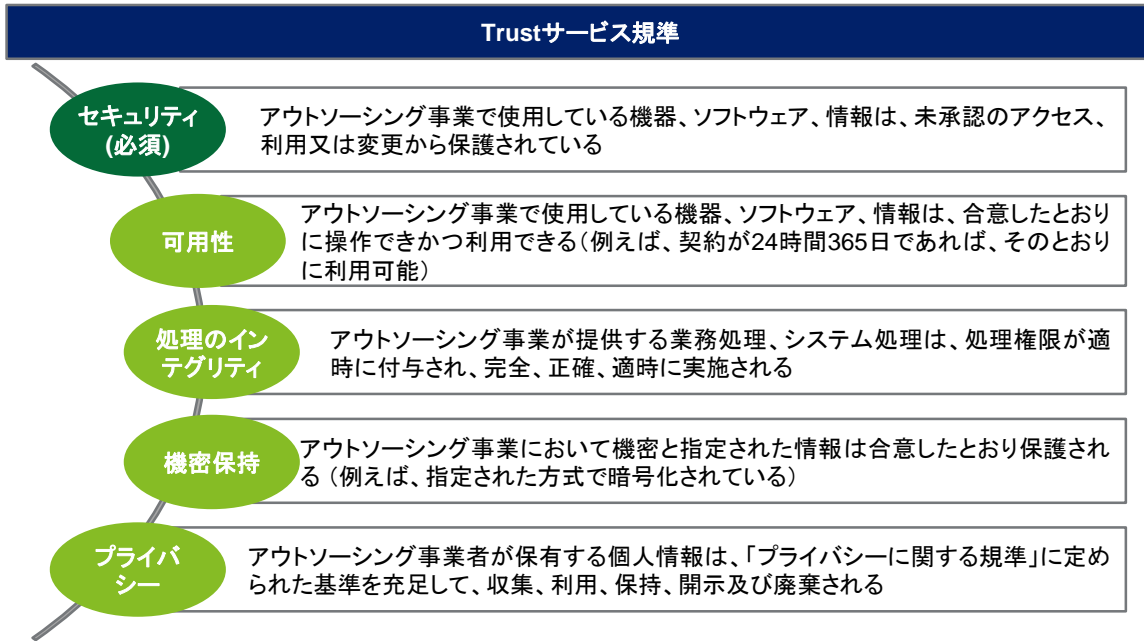 Trustサービス規準
セキュリティ
(必須)
アウトソーシング事業で使用している機器、ソフトウェア、情報は、未承認のアクセス、
利用又は変更から保護されている
可用性
アウトソーシング事業で使用している機器、ソフトウェア、情報は、合意したとおり
に操作できかつ利用できる（例えば、契約が24時間365日であれば、そのとおり
に利用可能）
処理のイン
テグリティ
アウトソーシング事業が提供する業務処理、システム処理は、処理権限が適
時に付与され、完全、正確、適時に実施される
機密保持
アウトソーシング事業において機密と指定された情報は合意したとおり保護され
る（例えば、指定された方式で暗号化されている）
プライバ
シー
アウトソーシング事業者が保有する個人情報は、「プライバシーに関する規準」に定め
られた基準を充足して、収集、利用、保持、開示及び廃棄される